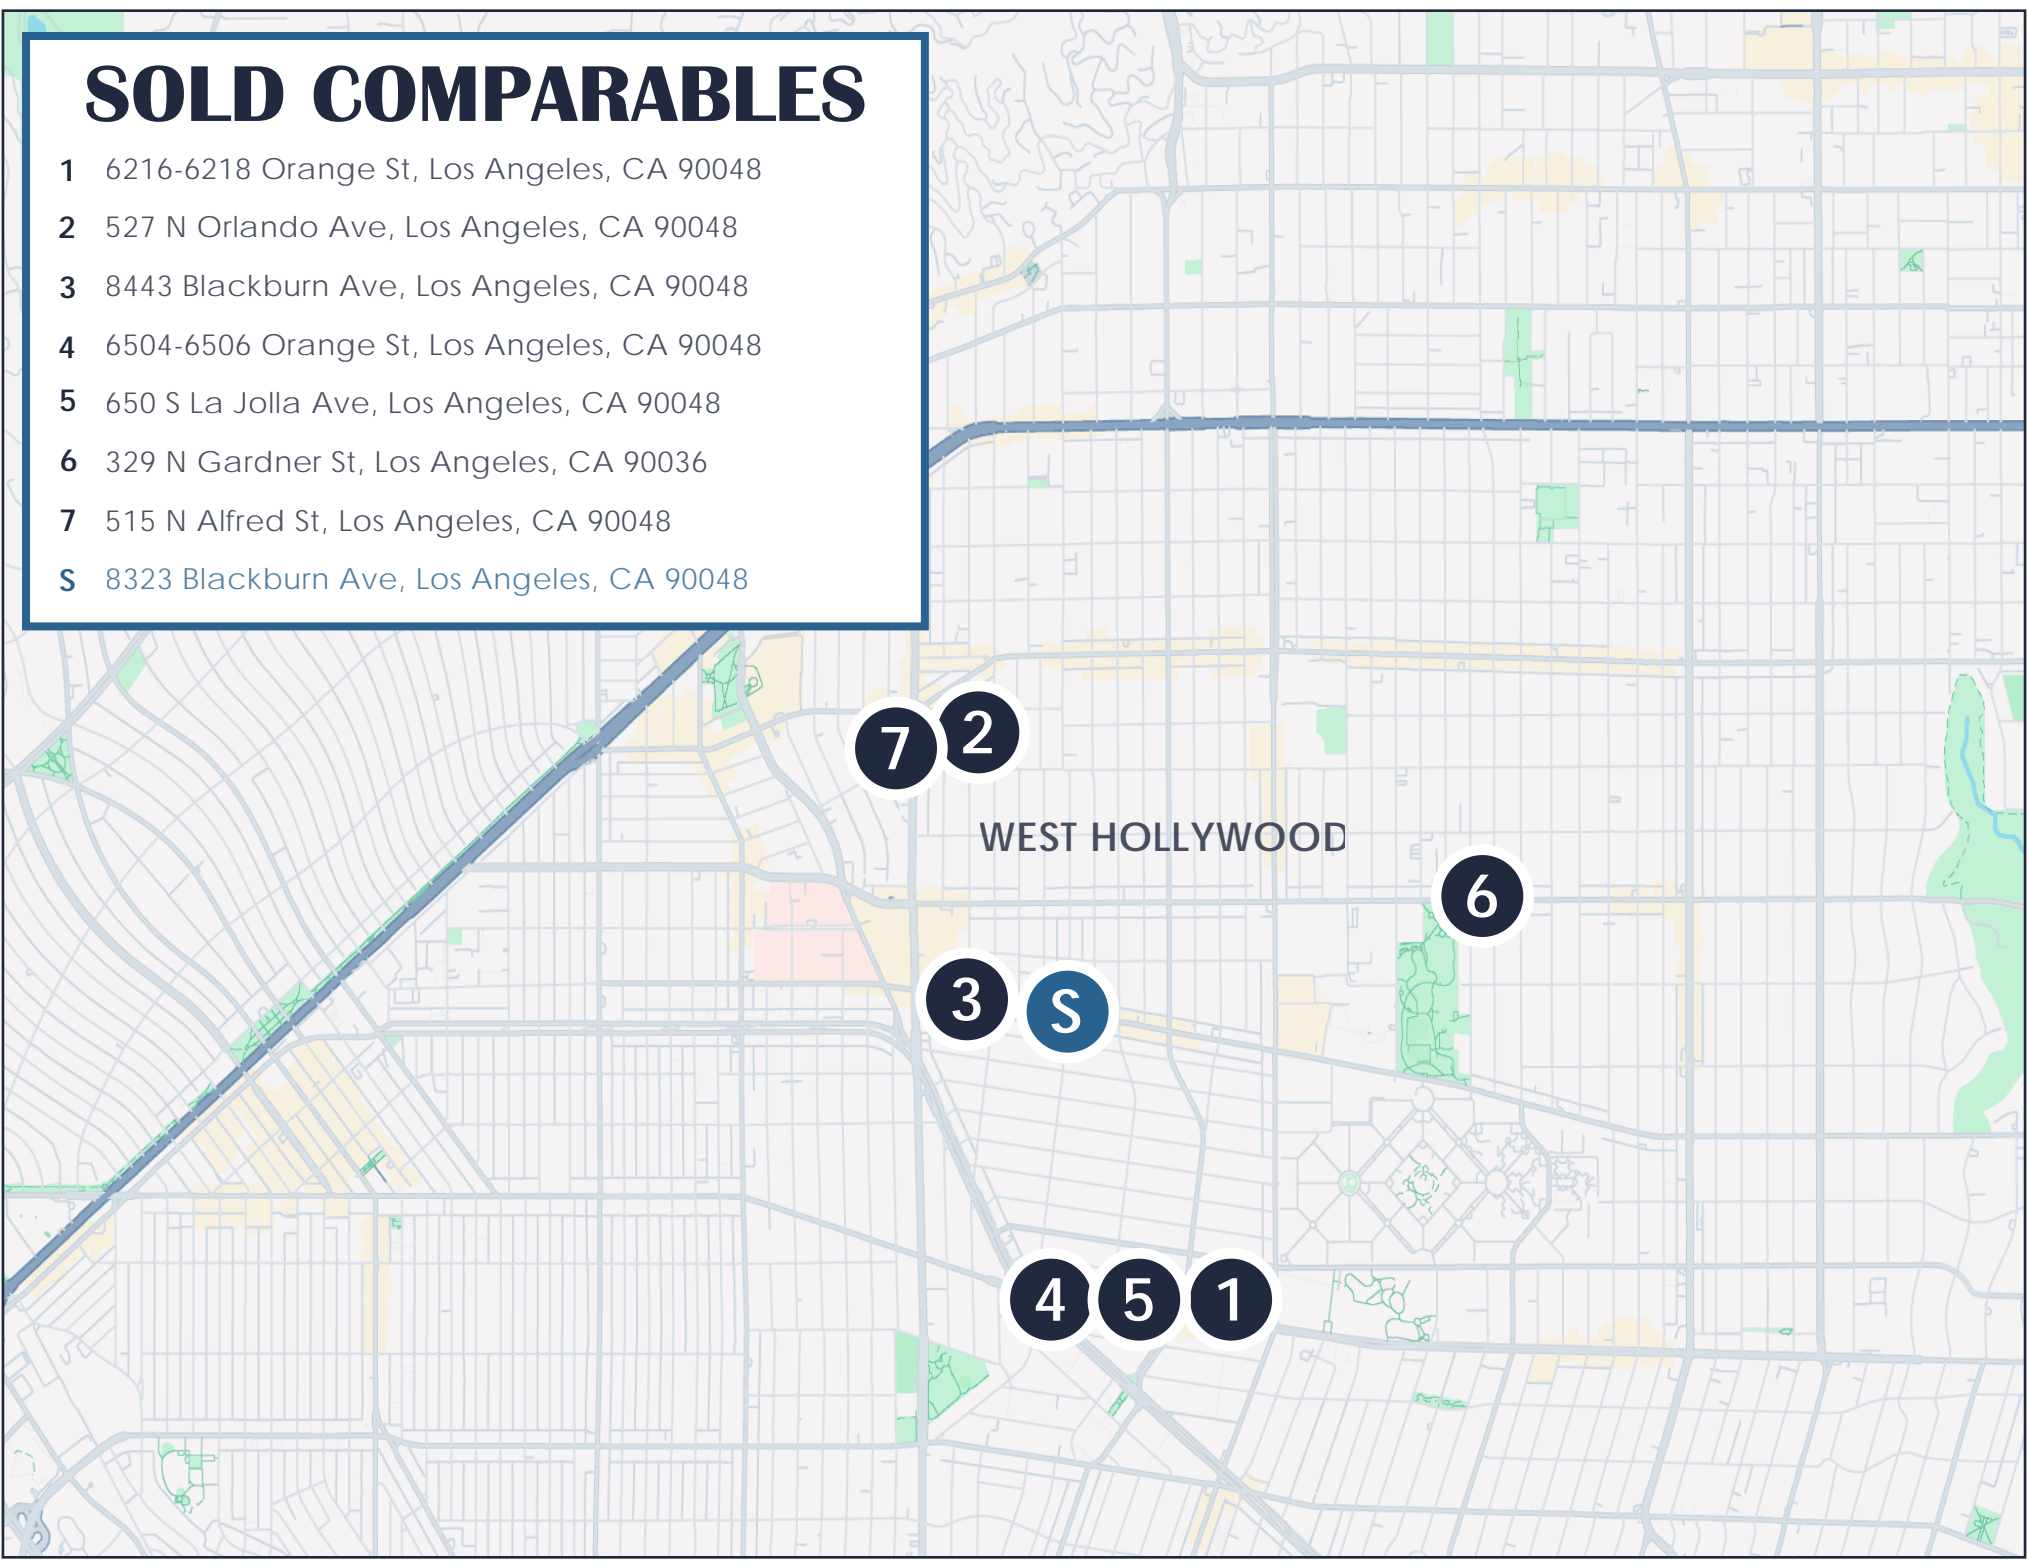 SOLD COMPARABLES
1 6216-6218 Orange St, Los Angeles, CA 90048
2 527 N Orlando Ave, Los Angeles, CA 90048
3 8443 Blackburn Ave, Los Angeles, CA 90048
4 6504-6506 Orange St, Los Angeles, CA 90048
5 650 S La Jolla Ave, Los Angeles, CA 90048
6 329 N Gardner St, Los Angeles, CA 90036
7 515 N Alfred St, Los Angeles, CA 90048
S 8323 Blackburn Ave, Los Angeles, CA 90048
7 2
WEST HOLLYWOOD
6
3 S
4 5 1